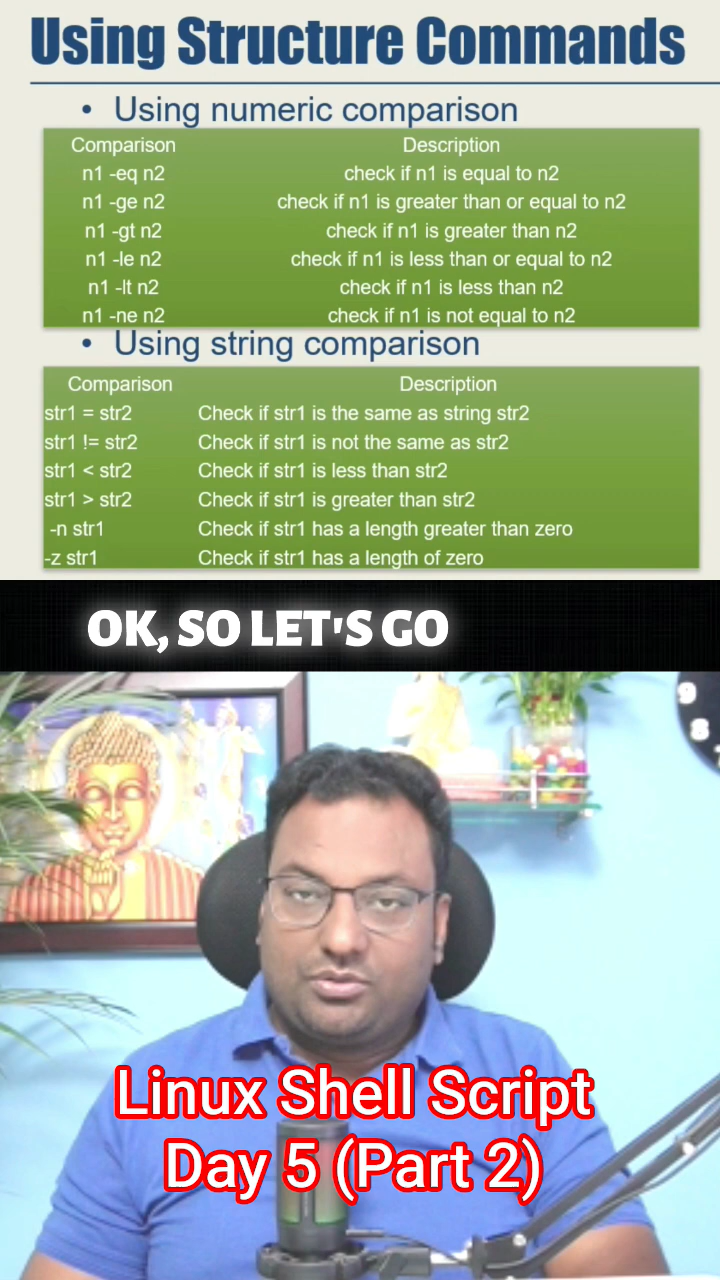 Using Structure Commands
• Using numeric comparison
Comparison Description
n1 -eq n2 check if n1 is equal to n2
n1 -ge n2 check if n1 is greater than or equal to n2
n1 -gt n2 check if n1 is greater than n2
n1 -le n2 check if n1 is less than or equal to n2
n1 -lt n2 check if n1 is less than n2
n1 -ne n2 check if n1 is not equal to n2
• Using string comparison
Comparison Description
str1 = str2 Check if str1 is the same as string str2
str1 != str2 Check if str1 is not the same as str2
str1 < str2 Check if str1 is less than str2
str1 > str2 Check if str1 is greater than str2
-n str1 Check if str1 has a length greater than zero
-z str1 Check if str1 has a length of zero
OK, SO LET'S GO
9
8
Linux Shell Script
Day 5 (Part 2)